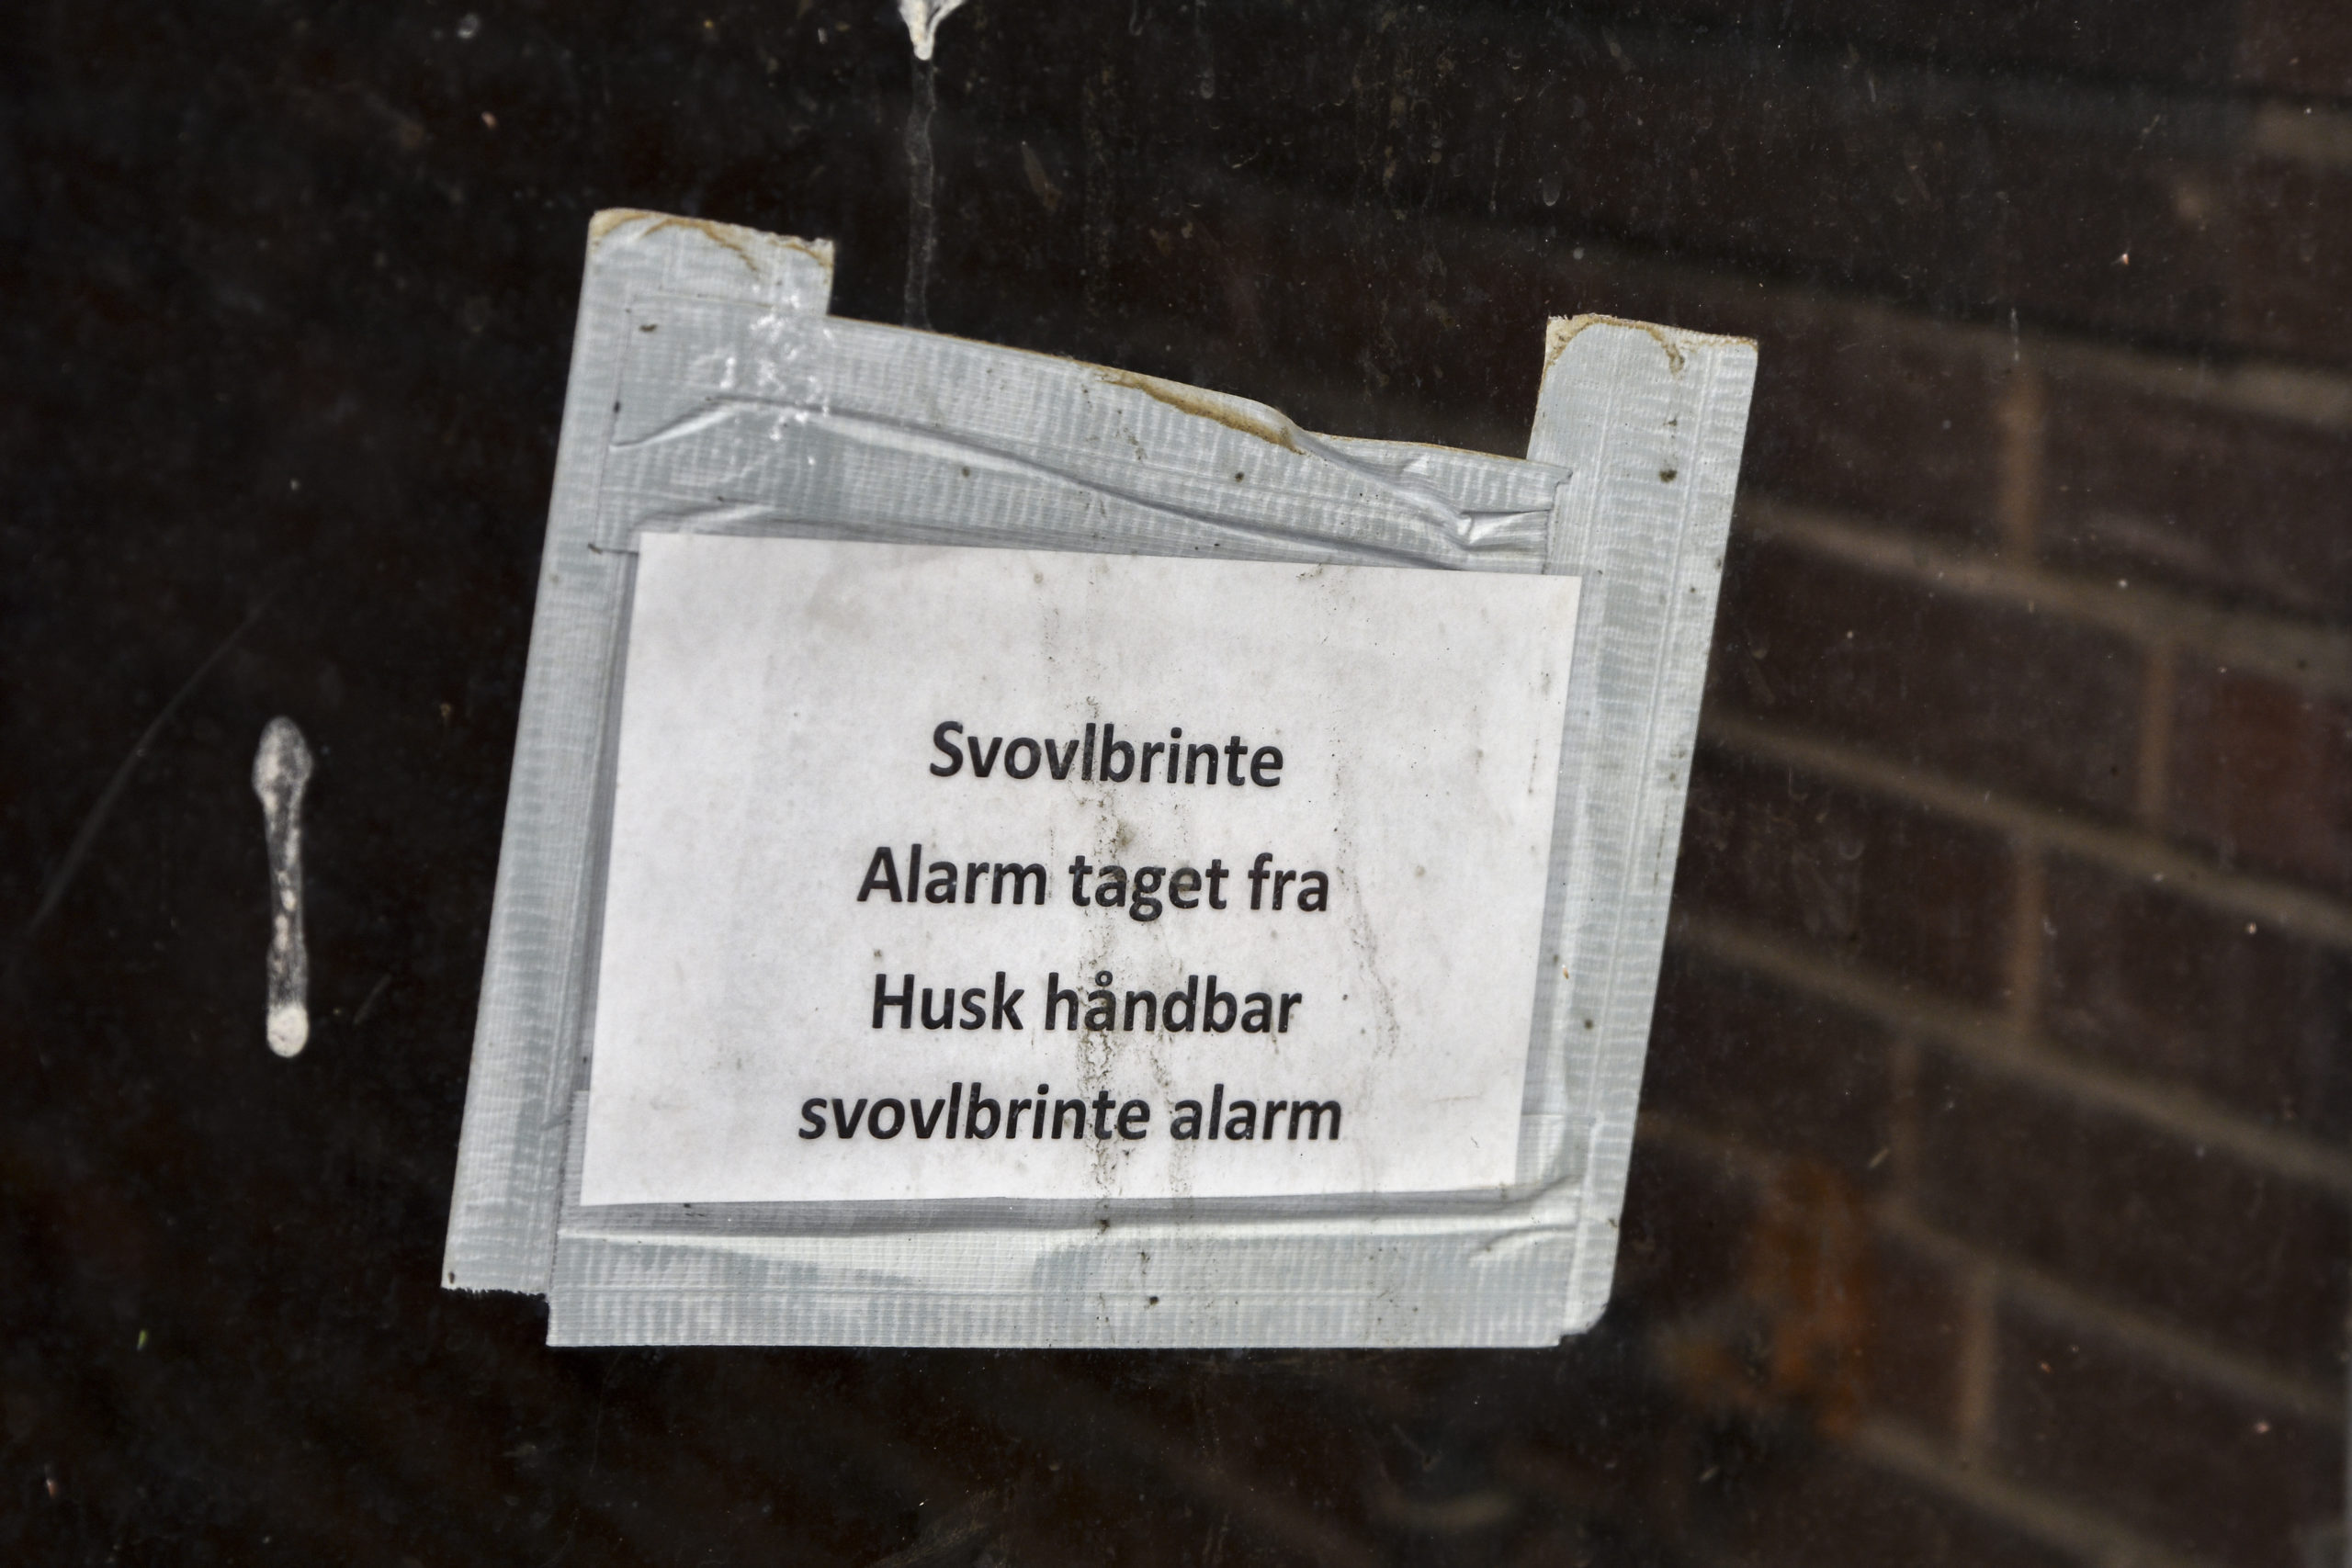 Svovlbrinte
Alarm taget fra
Husk håndbar
svovlbrinte alarm